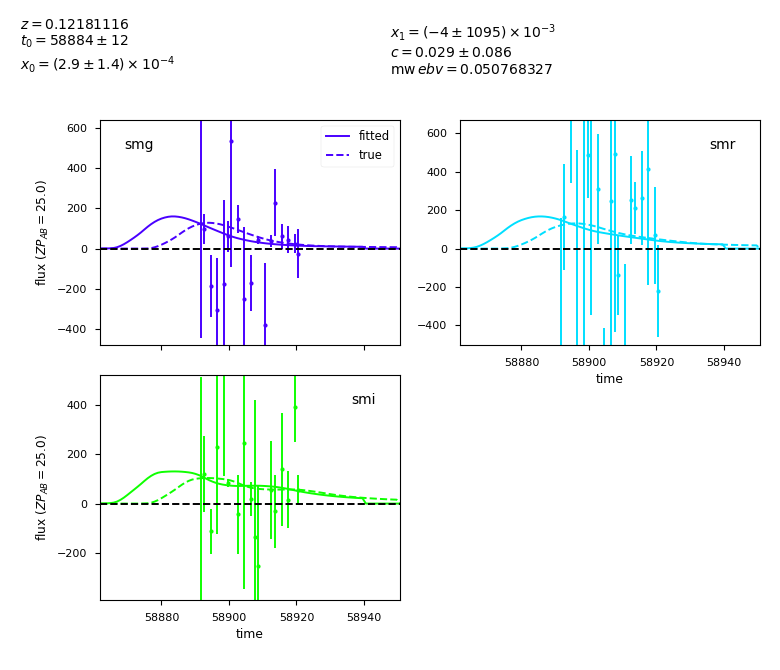 z = 0.12181116
t0 = 58884 ± 12
x0 = (2.9 ± 1.4) × 10^−4
x1 = (−4 ± 1095) × 10^−3
c = 0.029 ± 0.086
mw ebv = 0.050768327
600
400
200
0
−200
−400
flux (ZP_AB = 25.0)
smg
fitted
true
600
400
200
0
−200
−400
smr
58880
58900
58920
58940
time
400
200
0
−200
flux (ZP_AB = 25.0)
smi
58880
58900
58920
58940
time